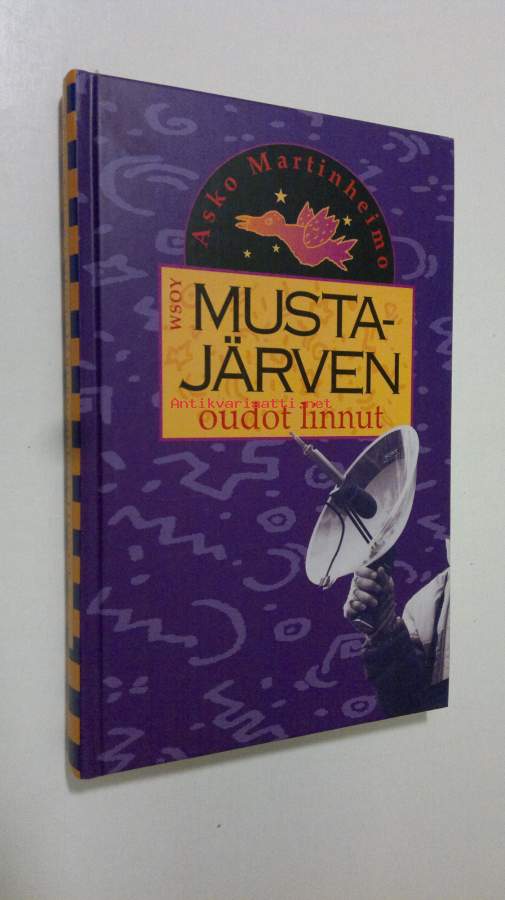 Asko Martinheimo
WSOY
MUSTA-
JÄRVEN
Antikvariaatti.net
oudot linnut